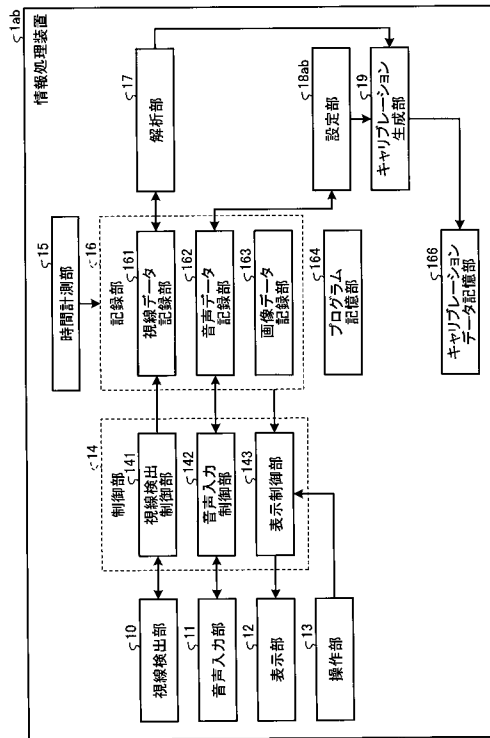 1ab
情報処理装置
15
時間計測部
16
記録部
161
視線データ
記録部
162
音声データ
記録部
163
画像データ
記録部
164
プログラム
記憶部
17
解析部
18ab
設定部
19
キャリブレーション
生成部
166
キャリブレーション
データ記憶部
14
制御部
141
視線検出
制御部
142
音声入力
制御部
143
表示制御部
10
視線検出部
11
音声入力部
12
表示部
13
操作部